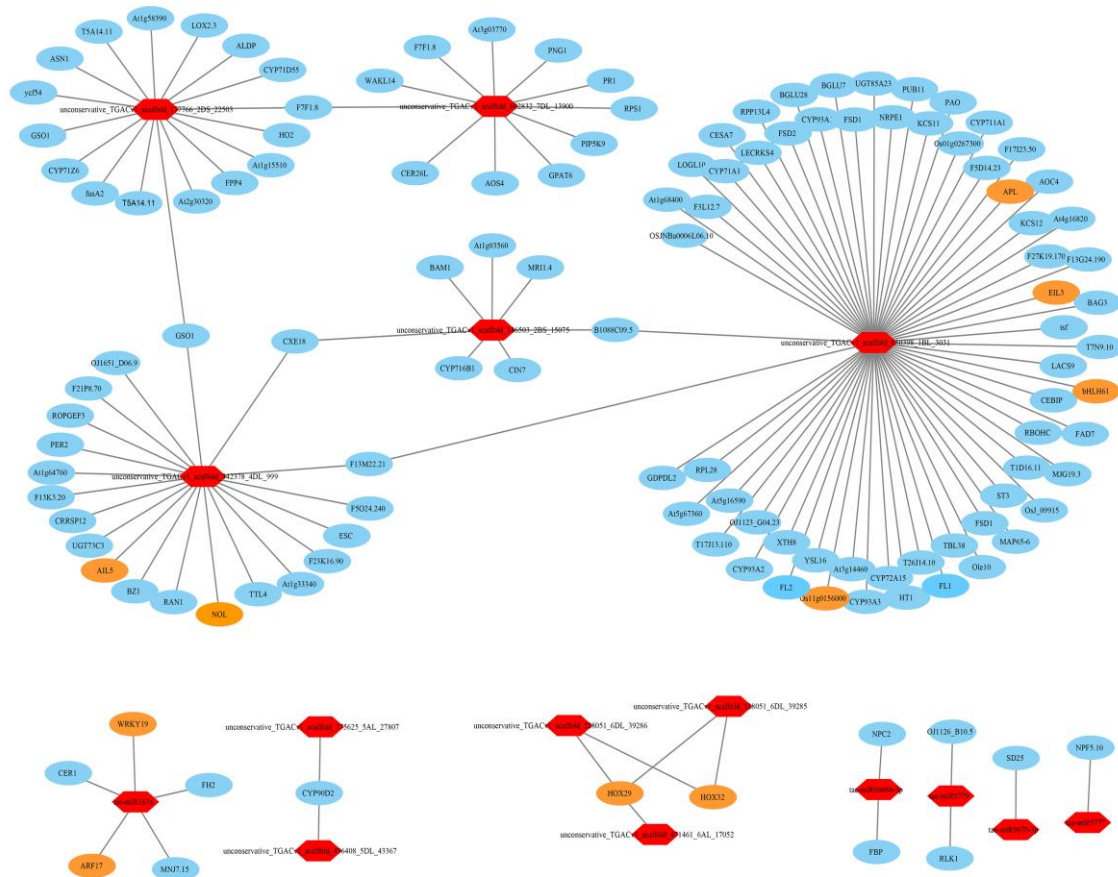 At1g58390
T5A14.11
LOX2.3
ASN1
ALDP
CYP71D55
ycf54
F7F1.8
GSO1
HO2
CYP71Z6
At1g15510
fusA2
FPP4
T5A14.11
At2g30320
At3g03770
F7F1.8
PNG1
WAKL14
PR1
RPS1
PIP5K9
CER26L
GPAT6
AOS4
At1g03560
BAM1
MRI1.4
B1088C09.5
CYP716B1
CIN7
GSO1
CXE18
OJ1651_D06.9
F21P8.70
ROPGEF3
PER2
At1g64760
F13K3.20
CRRSP12
UGT73C3
AIL5
BZ1
RAN1
NOL
TTL4
At1g33340
F23K16.90
ESC
F5O24.240
F13M22.21
UGT85A23
BGLU7
PUB11
BGLU28
PAO
RPP13L4
FSD1
NRPE1
KCS11
CYP711A1
CESA7
FSD2
Os01g0267300
F17I23.50
LECRKS4
F5D14.23
CYP71A1
APL
AOC4
At1g68400
F3L12.7
KCS12
At4g16820
OSJNBa0006L06.10
F27K19.170
F13G24.190
EIL3
BAG3
tsf
T7N9.10
LACS9
bHLH61
CEBIP
RBOHC
FAD7
T1D16.11
MJG19.3
ST3
OsJ_09915
FSD1
MAP65-6
TBL38
Ole10
T26J14.10
FL1
CYP72A15
HT1
At3g14460
CYP93A3
YSL16
FL2
XTH8
CYP93A2
OJ1123_G04.23
T17J13.110
At5g16590
At5g67360
RPL28
GDPDL2
WRKY19
CER1
FH2
ARF17
MNJ7.15
CYP90D2
HOX29
HOX32
NPC2
FBP
OJ1126_B10.5
RLK1
SD25
NPF5.10